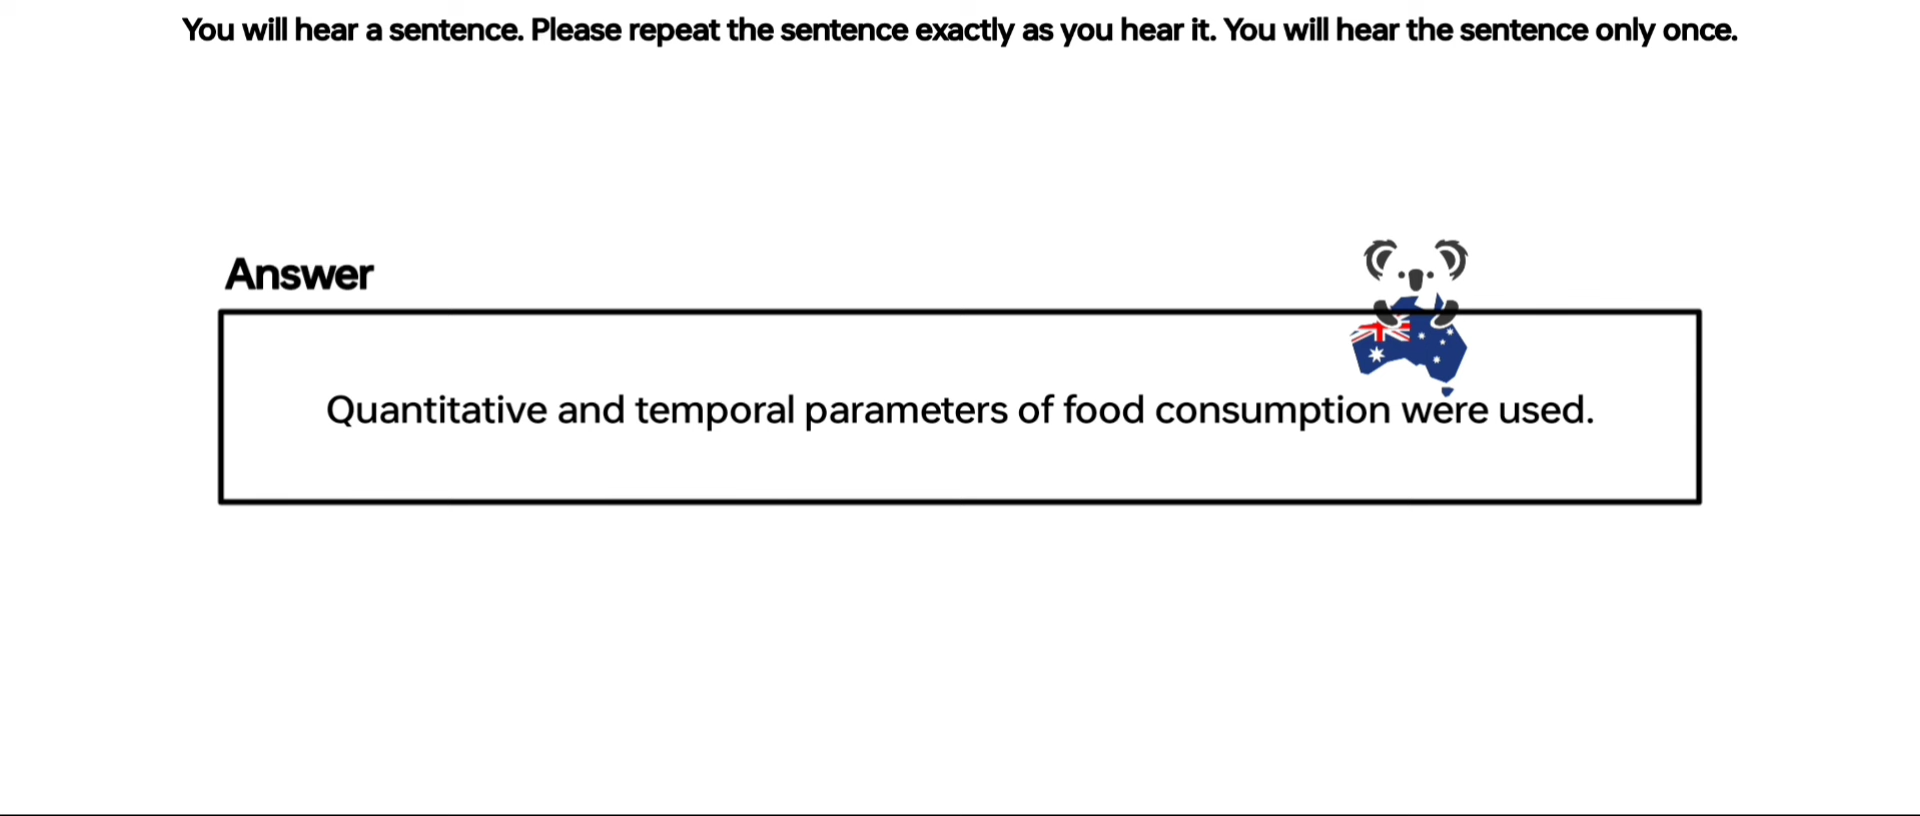 You will hear a sentence. Please repeat the sentence exactly as you hear it. You will hear the sentence only once.
Answer
Quantitative and temporal parameters of food consumption were used.